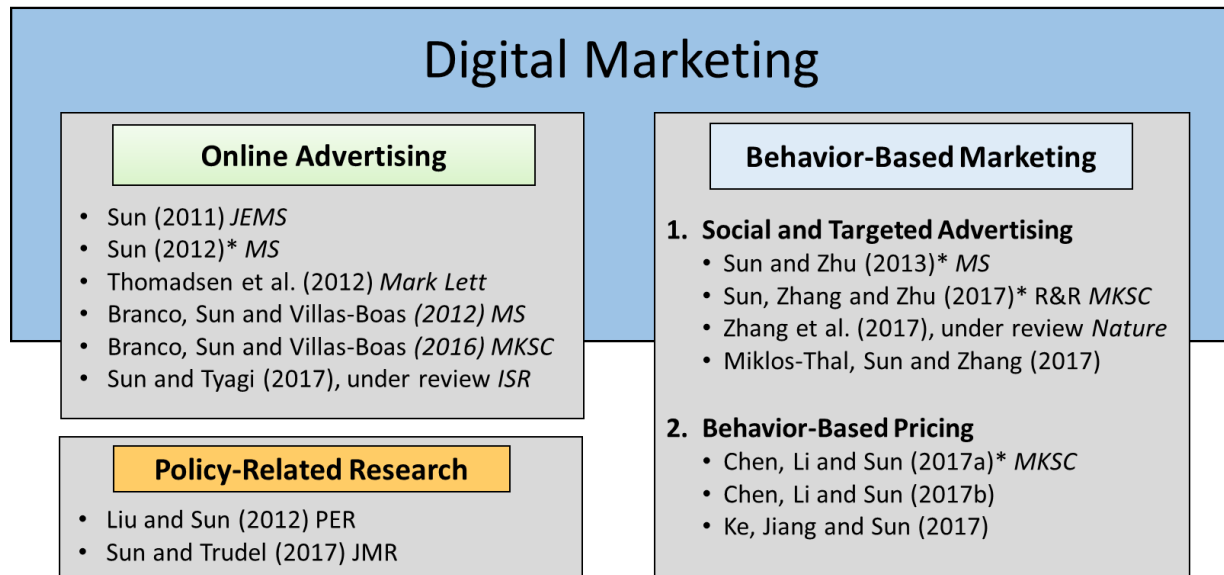 Digital Marketing
Online Advertising
• Sun (2011) JEMS
• Sun (2012)* MS
• Thomadsen et al. (2012) Mark Lett
• Branco, Sun and Villas-Boas (2012) MS
• Branco, Sun and Villas-Boas (2016) MKSC
• Sun and Tyagi (2017), under review ISR
Policy-Related Research
• Liu and Sun (2012) PER
• Sun and Trudel (2017) JMR
Behavior-Based Marketing
1. Social and Targeted Advertising
• Sun and Zhu (2013)* MS
• Sun, Zhang and Zhu (2017)* R&R MKSC
• Zhang et al. (2017), under review Nature
• Miklos-Thal, Sun and Zhang (2017)
2. Behavior-Based Pricing
• Chen, Li and Sun (2017a)* MKSC
• Chen, Li and Sun (2017b)
• Ke, Jiang and Sun (2017)